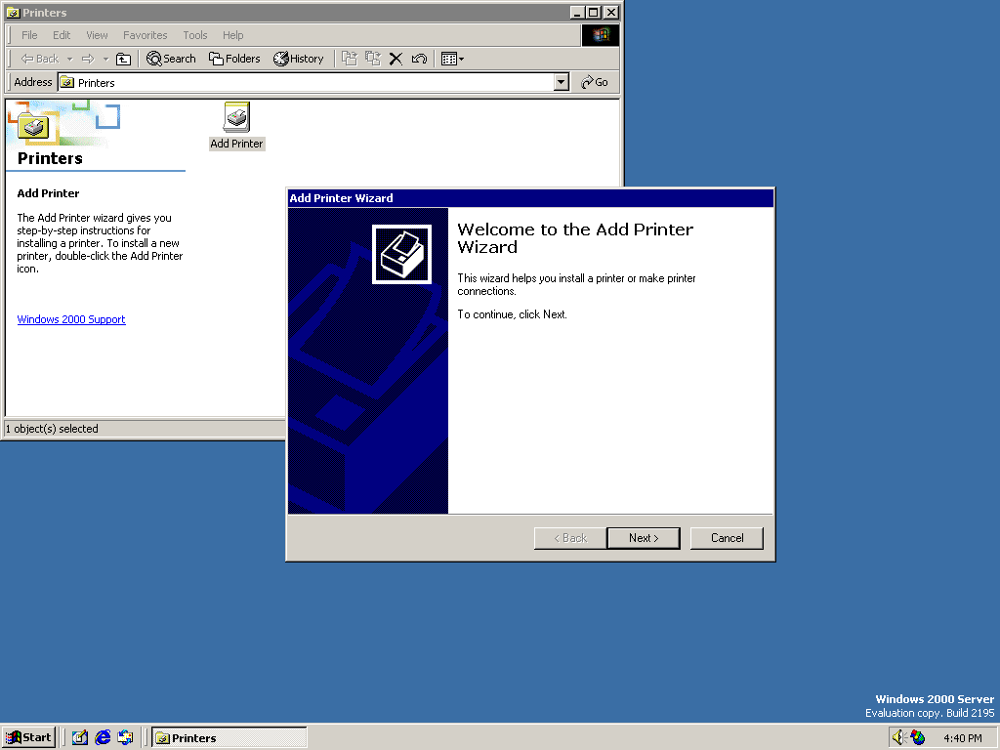 Printers
File Edit View Favorites Tools Help
Back Search Folders History
Address Printers Go
Printers
Add Printer
The Add Printer wizard gives you
step-by-step instructions for
installing a printer. To install a new
printer, double-click the Add Printer
icon.
Windows 2000 Support
Add Printer
1 object(s) selected
Add Printer Wizard
Welcome to the Add Printer
Wizard
This wizard helps you install a printer or make printer
connections.
To continue, click Next.
< Back Next > Cancel
Windows 2000 Server
Evaluation copy. Build 2195
Start Printers 4:40 PM